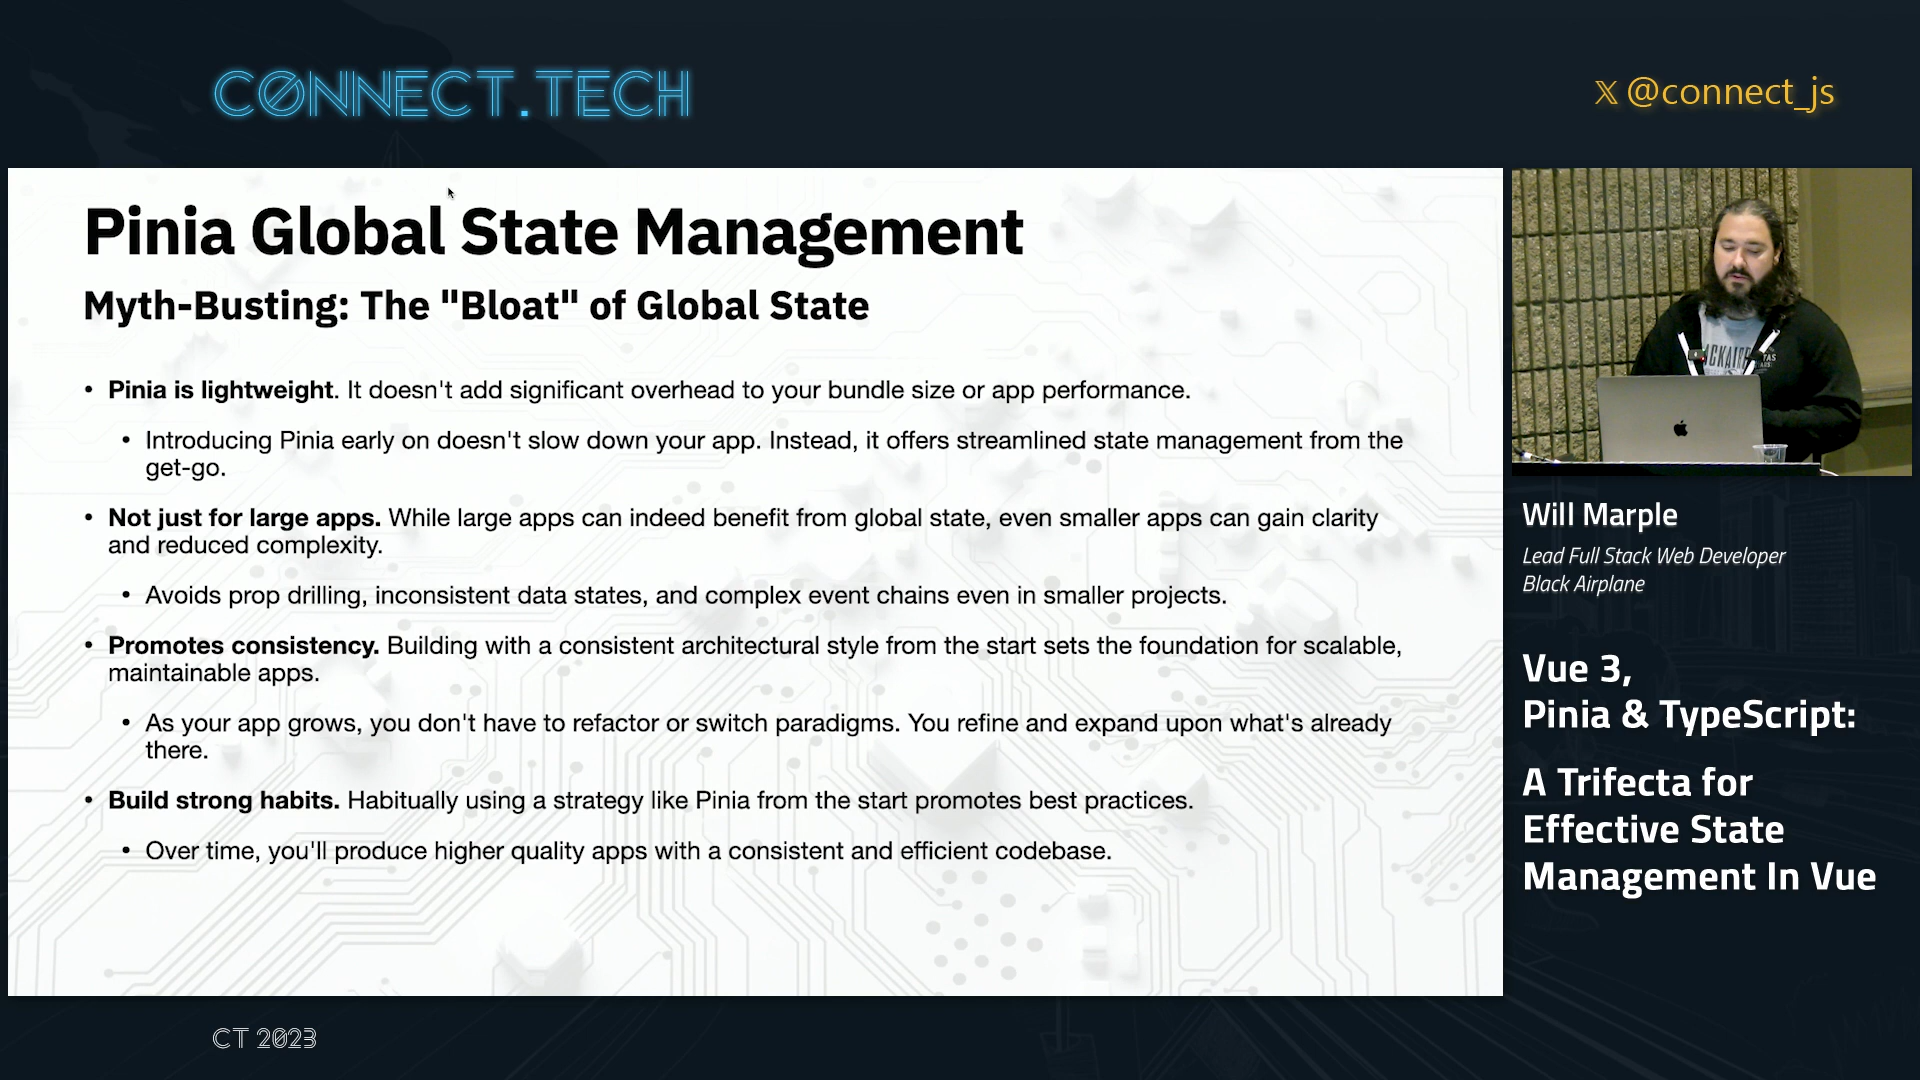 CONNECT.TECH
𝕏 @connect_js
Pinia Global State Management
Myth-Busting: The "Bloat" of Global State
• Pinia is lightweight. It doesn't add significant overhead to your bundle size or app performance.
• Introducing Pinia early on doesn't slow down your app. Instead, it offers streamlined state management from the
get-go.
• Not just for large apps. While large apps can indeed benefit from global state, even smaller apps can gain clarity
and reduced complexity.
• Avoids prop drilling, inconsistent data states, and complex event chains even in smaller projects.
• Promotes consistency. Building with a consistent architectural style from the start sets the foundation for scalable,
maintainable apps.
• As your app grows, you don't have to refactor or switch paradigms. You refine and expand upon what's already
there.
• Build strong habits. Habitually using a strategy like Pinia from the start promotes best practices.
• Over time, you'll produce higher quality apps with a consistent and efficient codebase.
Will Marple
Lead Full Stack Web Developer
Black Airplane
Vue 3,
Pinia & TypeScript:
A Trifecta for
Effective State
Management In Vue
CT 2023